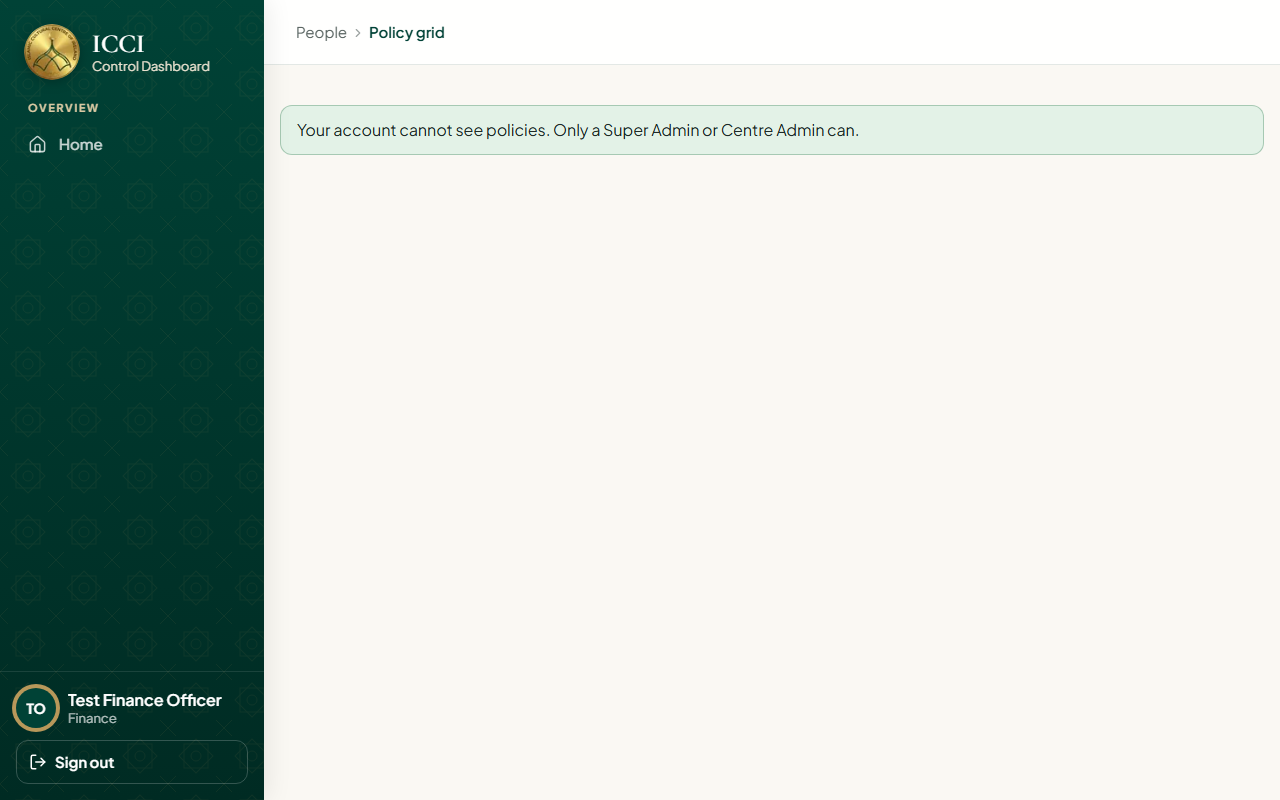 ICCI
Control Dashboard
OVERVIEW
Home
People > Policy grid
Your account cannot see policies. Only a Super Admin or Centre Admin can.
TO
Test Finance Officer
Finance
Sign out